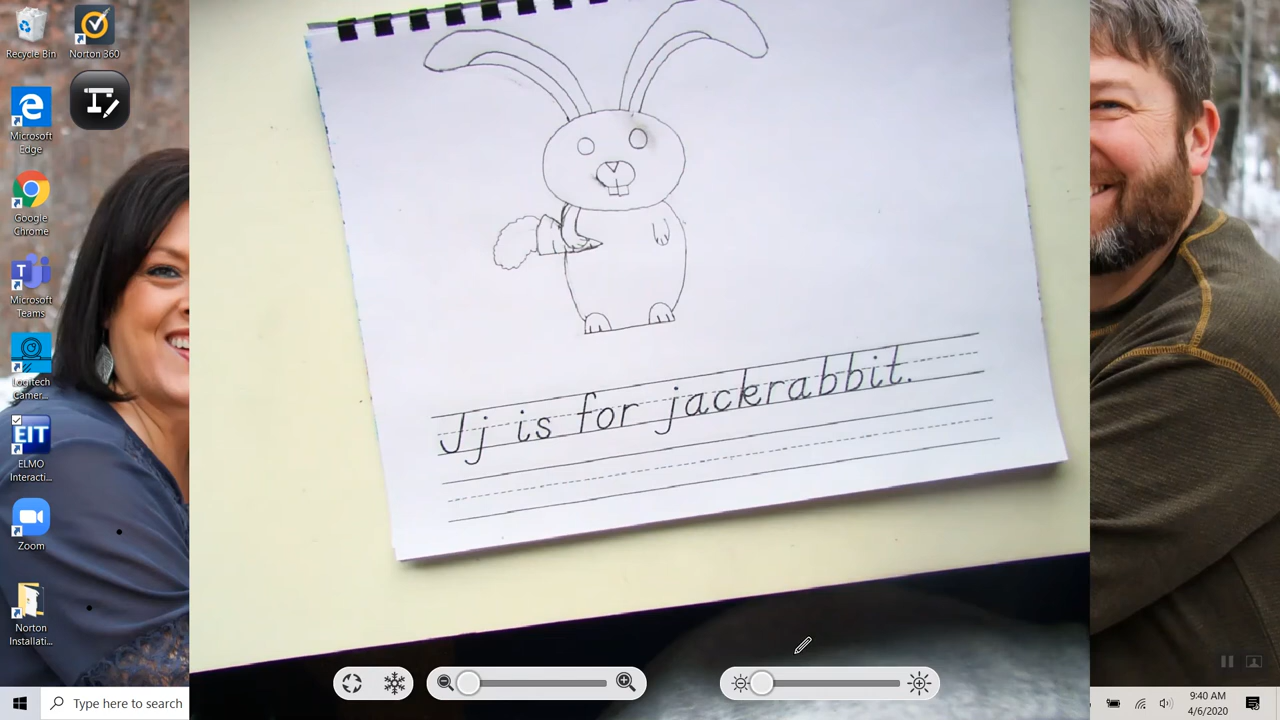 Recycle Bin
Norton 360
Microsoft
Edge
Google
Chrome
T
Microsoft
Teams
Logitech
Camer...
EIT
ELMO
Interacti...
Zoom
Norton
Installati...
Jj is for jackrabbit.
Type here to search
9:40 AM
4/6/2020